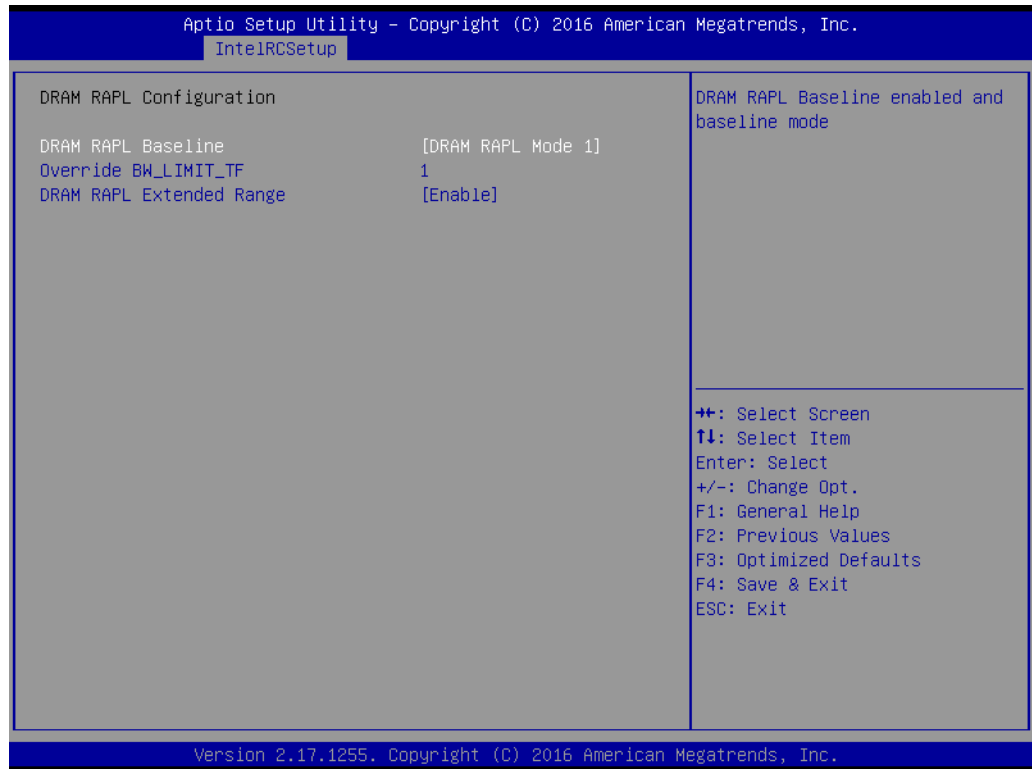 Aptio Setup Utility – Copyright (C) 2016 American Megatrends, Inc.
IntelRCSetup
DRAM RAPL Configuration
DRAM RAPL Baseline [DRAM RAPL Mode 1]
Override BW_LIMIT_TF 1
DRAM RAPL Extended Range [Enable]
DRAM RAPL Baseline enabled and
baseline mode
→←: Select Screen
↑↓: Select Item
Enter: Select
+/-: Change Opt.
F1: General Help
F2: Previous Values
F3: Optimized Defaults
F4: Save & Exit
ESC: Exit
Version 2.17.1255. Copyright (C) 2016 American Megatrends, Inc.